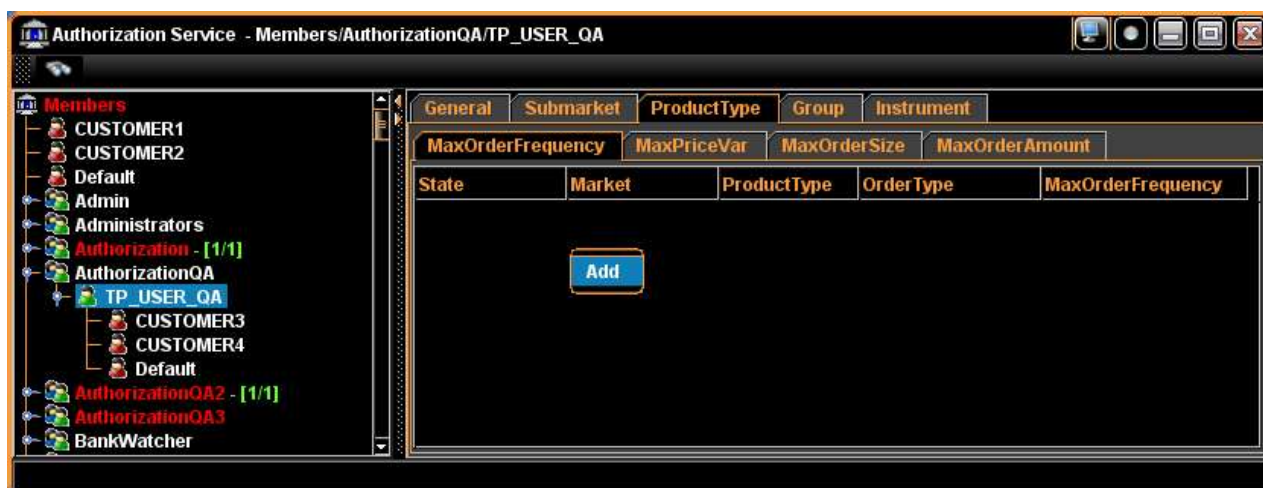 Authorization Service - Members/AuthorizationQA/TP_USER_QA
Members
CUSTOMER1
CUSTOMER2
Default
Admin
Administrators
Authorization - [1/1]
AuthorizationQA
TP_USER_QA
CUSTOMER3
CUSTOMER4
Default
AuthorizationQA2 - [1/1]
AuthorizationQA3
BankWatcher
General Submarket ProductType Group Instrument
MaxOrderFrequency MaxPriceVar MaxOrderSize MaxOrderAmount
State Market ProductType OrderType MaxOrderFrequency
Add